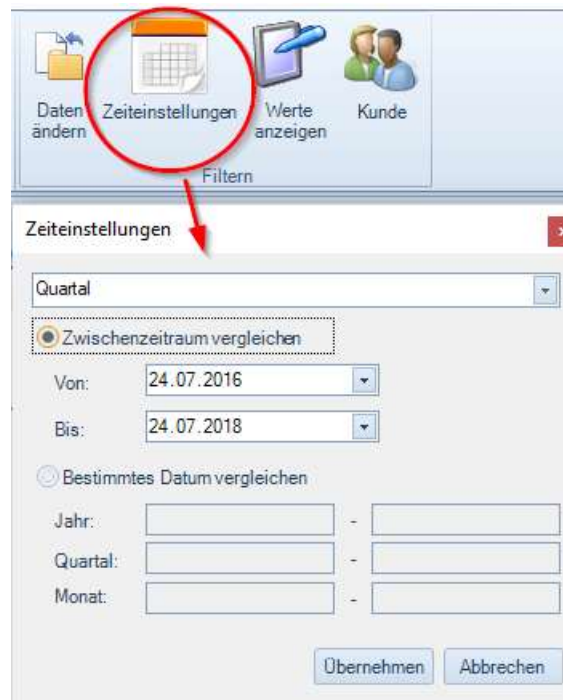 Daten ändern
Zeiteinstellungen
Werte anzeigen
Kunde
Filtern
Zeiteinstellungen
Quartal
Zwischenzeitraum vergleichen
Von: 24.07.2016
Bis: 24.07.2018
Bestimmtes Datum vergleichen
Jahr: -
Quartal: -
Monat: -
Übernehmen Abbrechen